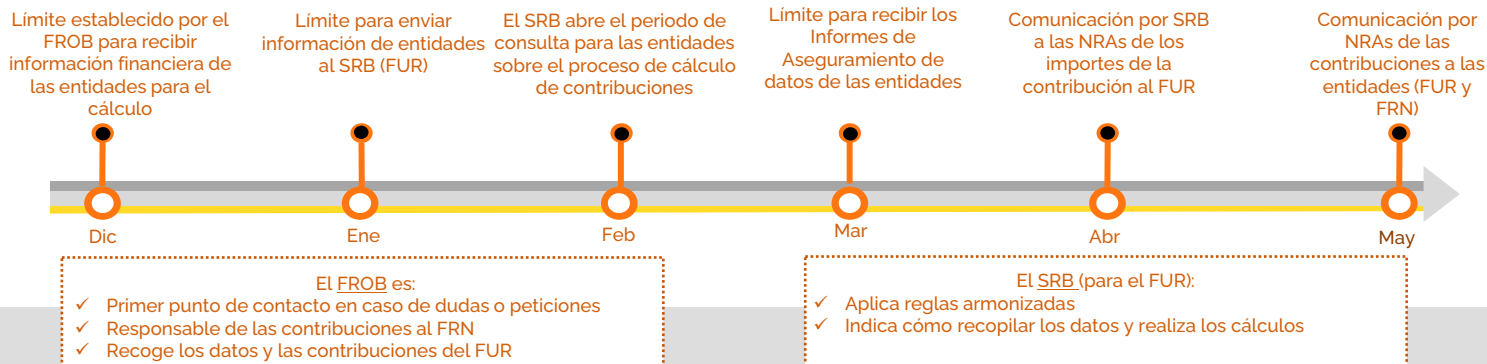 Límite establecido por el
FROB para recibir
información financiera de
las entidades para el
cálculo
Límite para enviar
información de entidades
al SRB (FUR)
El SRB abre el periodo de
consulta para las entidades
sobre el proceso de cálculo
de contribuciones
Límite para recibir los
Informes de
Aseguramiento de
datos de las entidades
Comunicación por SRB
a las NRAs de los
importes de la
contribución al FUR
Comunicación por
NRAs de las
contribuciones a las
entidades (FUR y
FRN)
Dic
Ene
Feb
Mar
Abr
May
El FROB es:
✓ Primer punto de contacto en caso de dudas o peticiones
✓ Responsable de las contribuciones al FRN
✓ Recoge los datos y las contribuciones del FUR
El SRB (para el FUR):
✓ Aplica reglas armonizadas
✓ Indica cómo recopilar los datos y realiza los cálculos